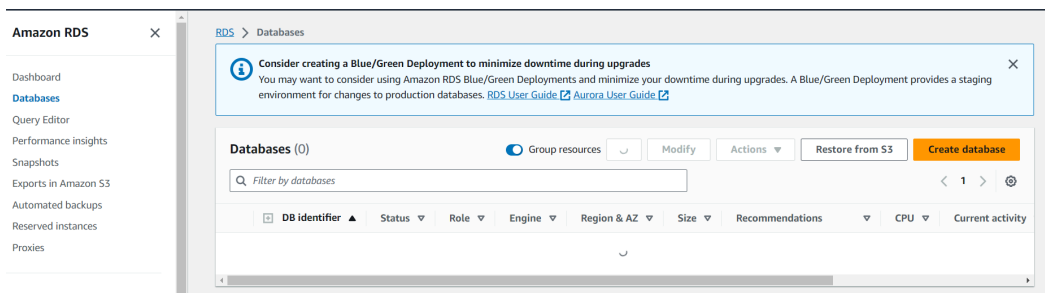 Amazon RDS
Dashboard
Databases
Query Editor
Performance insights
Snapshots
Exports in Amazon S3
Automated backups
Reserved instances
Proxies
RDS > Databases
Consider creating a Blue/Green Deployment to minimize downtime during upgrades
You may want to consider using Amazon RDS Blue/Green Deployments and minimize your downtime during upgrades. A Blue/Green Deployment provides a staging
environment for changes to production databases. RDS User Guide Aurora User Guide
Databases (0) Group resources Modify Actions Restore from S3 Create database
Filter by databases < 1 >
DB identifier Status Role Engine Region & AZ Size Recommendations CPU Current activity